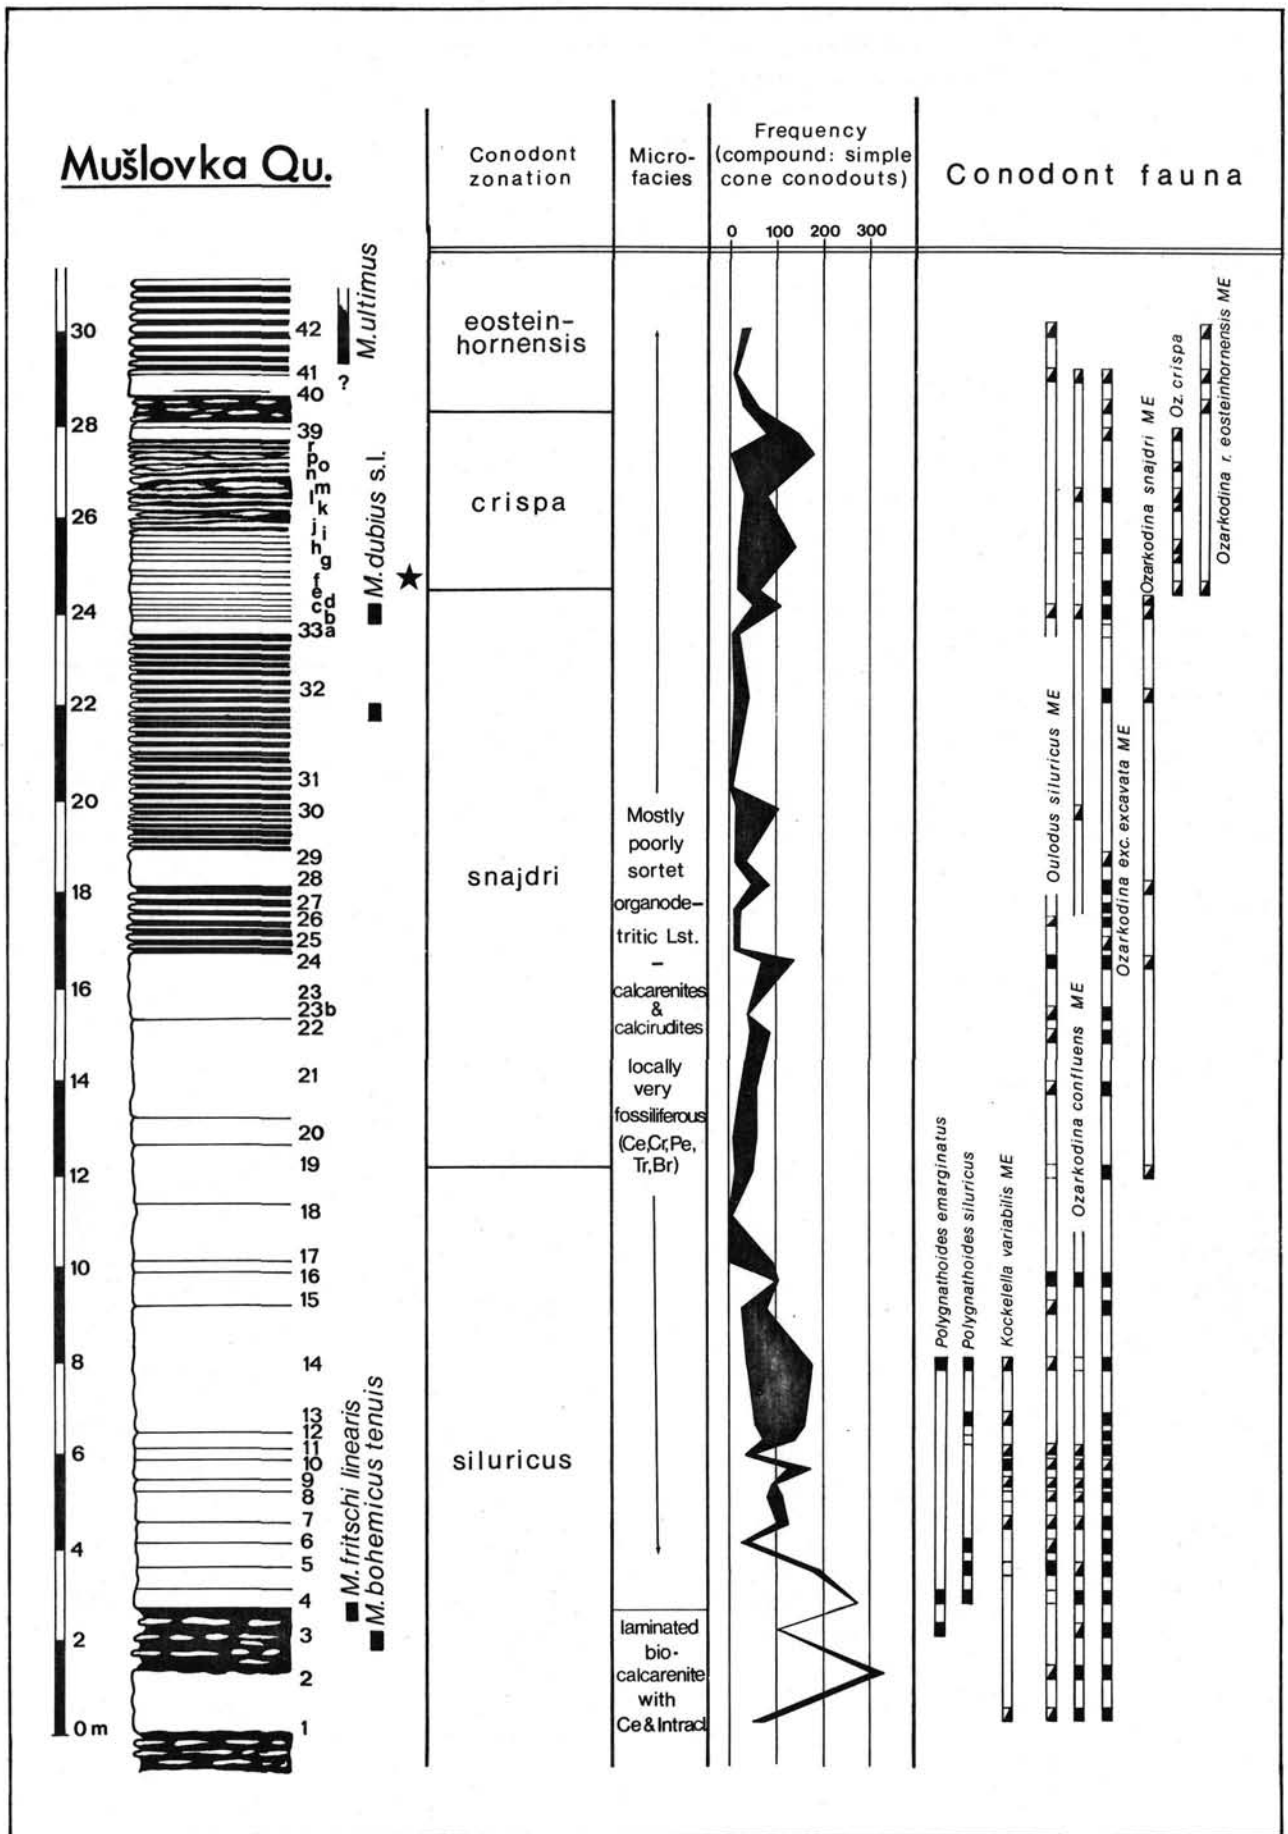 Mušlovka Qu.
Conodont
zonation
Micro-
facies
Frequency
(compound: simple
cone conodouts)
0 100 200 300
Conodont fauna
30
28
26
24
22
20
18
16
14
12
10
8
6
4
2
0 m
42
41
40
39
r
p
o
n
m
l
k
j
i
h
g
f
e
d
c
b
33a
32
31
30
29
28
27
26
25
24
23
23b
22
21
20
19
18
17
16
15
14
13
12
11
10
9
8
7
6
5
4
3
2
1
M. ultimus
?
M. dubius s.l.
M. fritschi linearis
M. bohemicus tenuis
eostein-
hornensis
crispa
snajdri
siluricus
Mostly
poorly
sortet
organode-
tritic Lst.
-
calcarenites
&
calcirudites
locally
very
fossiliferous
(Ce,Cr,Pe,
Tr,Br)
laminated
bio-
calcarenite
with
Ce & Intracl.
Polygnathoides emarginatus
Polygnathoides siluricus
Kockelella variabilis ME
Oulodus siluricus ME
Ozarkodina confluens ME
Ozarkodina exc. excavata ME
Ozarkodina snajdri ME
Oz. crispa
Ozarkodina r. eosteinhornensis ME